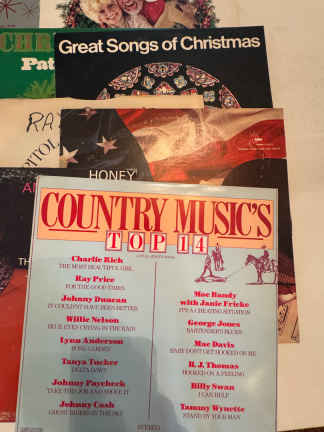 CHR
Pat
Great Songs of Christmas
RA
CAPITOL
HONEY
AN
TH
COUNTRY MUSIC'S
TOP 14
Charlie Rich
THE MOST BEAUTIFUL GIRL
Ray Price
FOR THE GOOD TIMES
Johnny Duncan
IT COULDN'T HAVE BEEN BETTER
Willie Nelson
BLUE EYES CRYING IN THE RAIN
Lynn Anderson
ROSE GARDEN
Tanya Tucker
DELTA DAWN
Johnny Paycheck
TAKE THIS JOB AND SHOVE IT
Johnny Cash
GHOST RIDERS IN THE SKY
Moe Bandy
with Janie Fricke
IT'S A CHEATING SITUATION
George Jones
BARTENDER'S BLUES
Mac Davis
BABY DON'T GET HOOKED ON ME
B. J. Thomas
HOOKED ON A FEELING
Billy Swan
I CAN HELP
Tammy Wynette
STAND BY YOUR MAN
STEREO